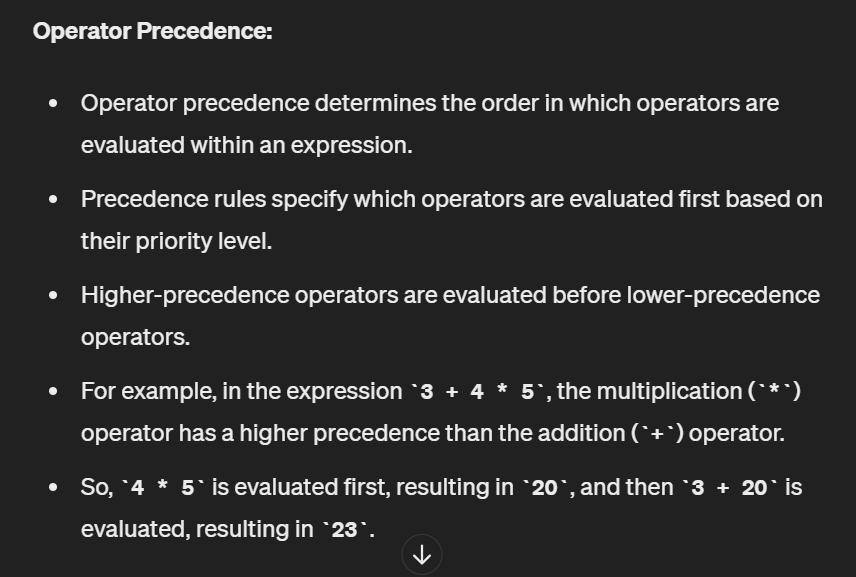 Operator Precedence:
• Operator precedence determines the order in which operators are
evaluated within an expression.
• Precedence rules specify which operators are evaluated first based on
their priority level.
• Higher-precedence operators are evaluated before lower-precedence
operators.
• For example, in the expression `3 + 4 * 5`, the multiplication (`*`)
operator has a higher precedence than the addition (`+`) operator.
• So, `4 * 5` is evaluated first, resulting in `20`, and then `3 + 20` is
evaluated, resulting in `23`.